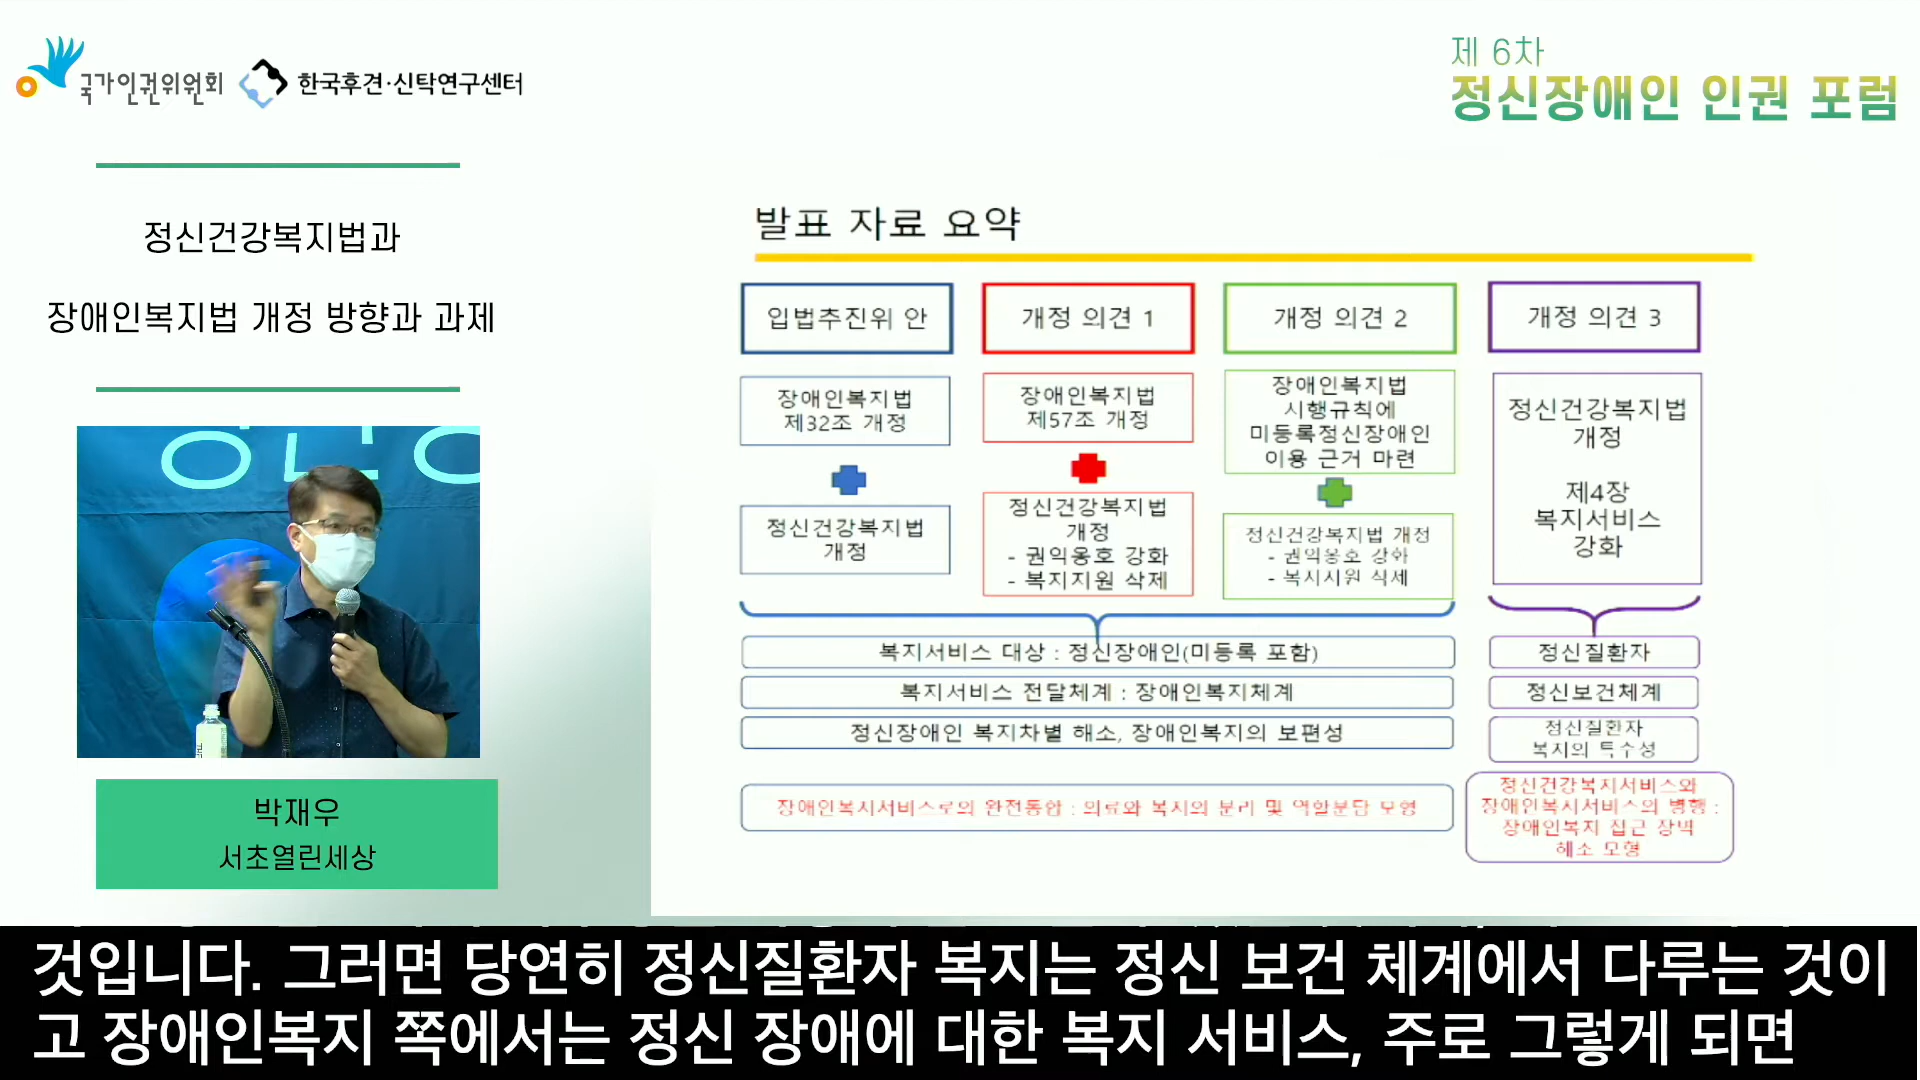 국가인권위원회
한국후견·신탁연구센터
제 6차
정신장애인 인권 포럼
정신건강복지법과
장애인복지법 개정 방향과 과제
박재우
서초열린세상
발표 자료 요약
입법추진위 안
장애인복지법
제32조 개정
정신건강복지법
개정
개정 의견 1
장애인복지법
제57조 개정
정신건강복지법
개정
- 권익옹호 강화
- 복지지원 삭제
개정 의견 2
장애인복지법
시행규칙에
미등록정신장애인
이용 근거 마련
정신건강복지법 개정
- 권익옹호 강화
- 복지지원 삭제
개정 의견 3
정신건강복지법
개정
제4장
복지서비스
강화
복지서비스 대상 : 정신장애인(미등록 포함)
복지서비스 전달체계 : 장애인복지체계
정신장애인 복지차별 해소, 장애인복지의 보편성
장애인복지서비스로의 완전통합 : 의료와 복지의 분리 및 역할분담 모형
정신질환자
정신보건체계
정신질환자
복지의 특수성
정신건강복지서비스와
장애인복지서비스의 병행 :
장애인복지 접근 장벽
해소 모형
것입니다. 그러면 당연히 정신질환자 복지는 정신 보건 체계에서 다루는 것이
고 장애인복지 쪽에서는 정신 장애에 대한 복지 서비스, 주로 그렇게 되면